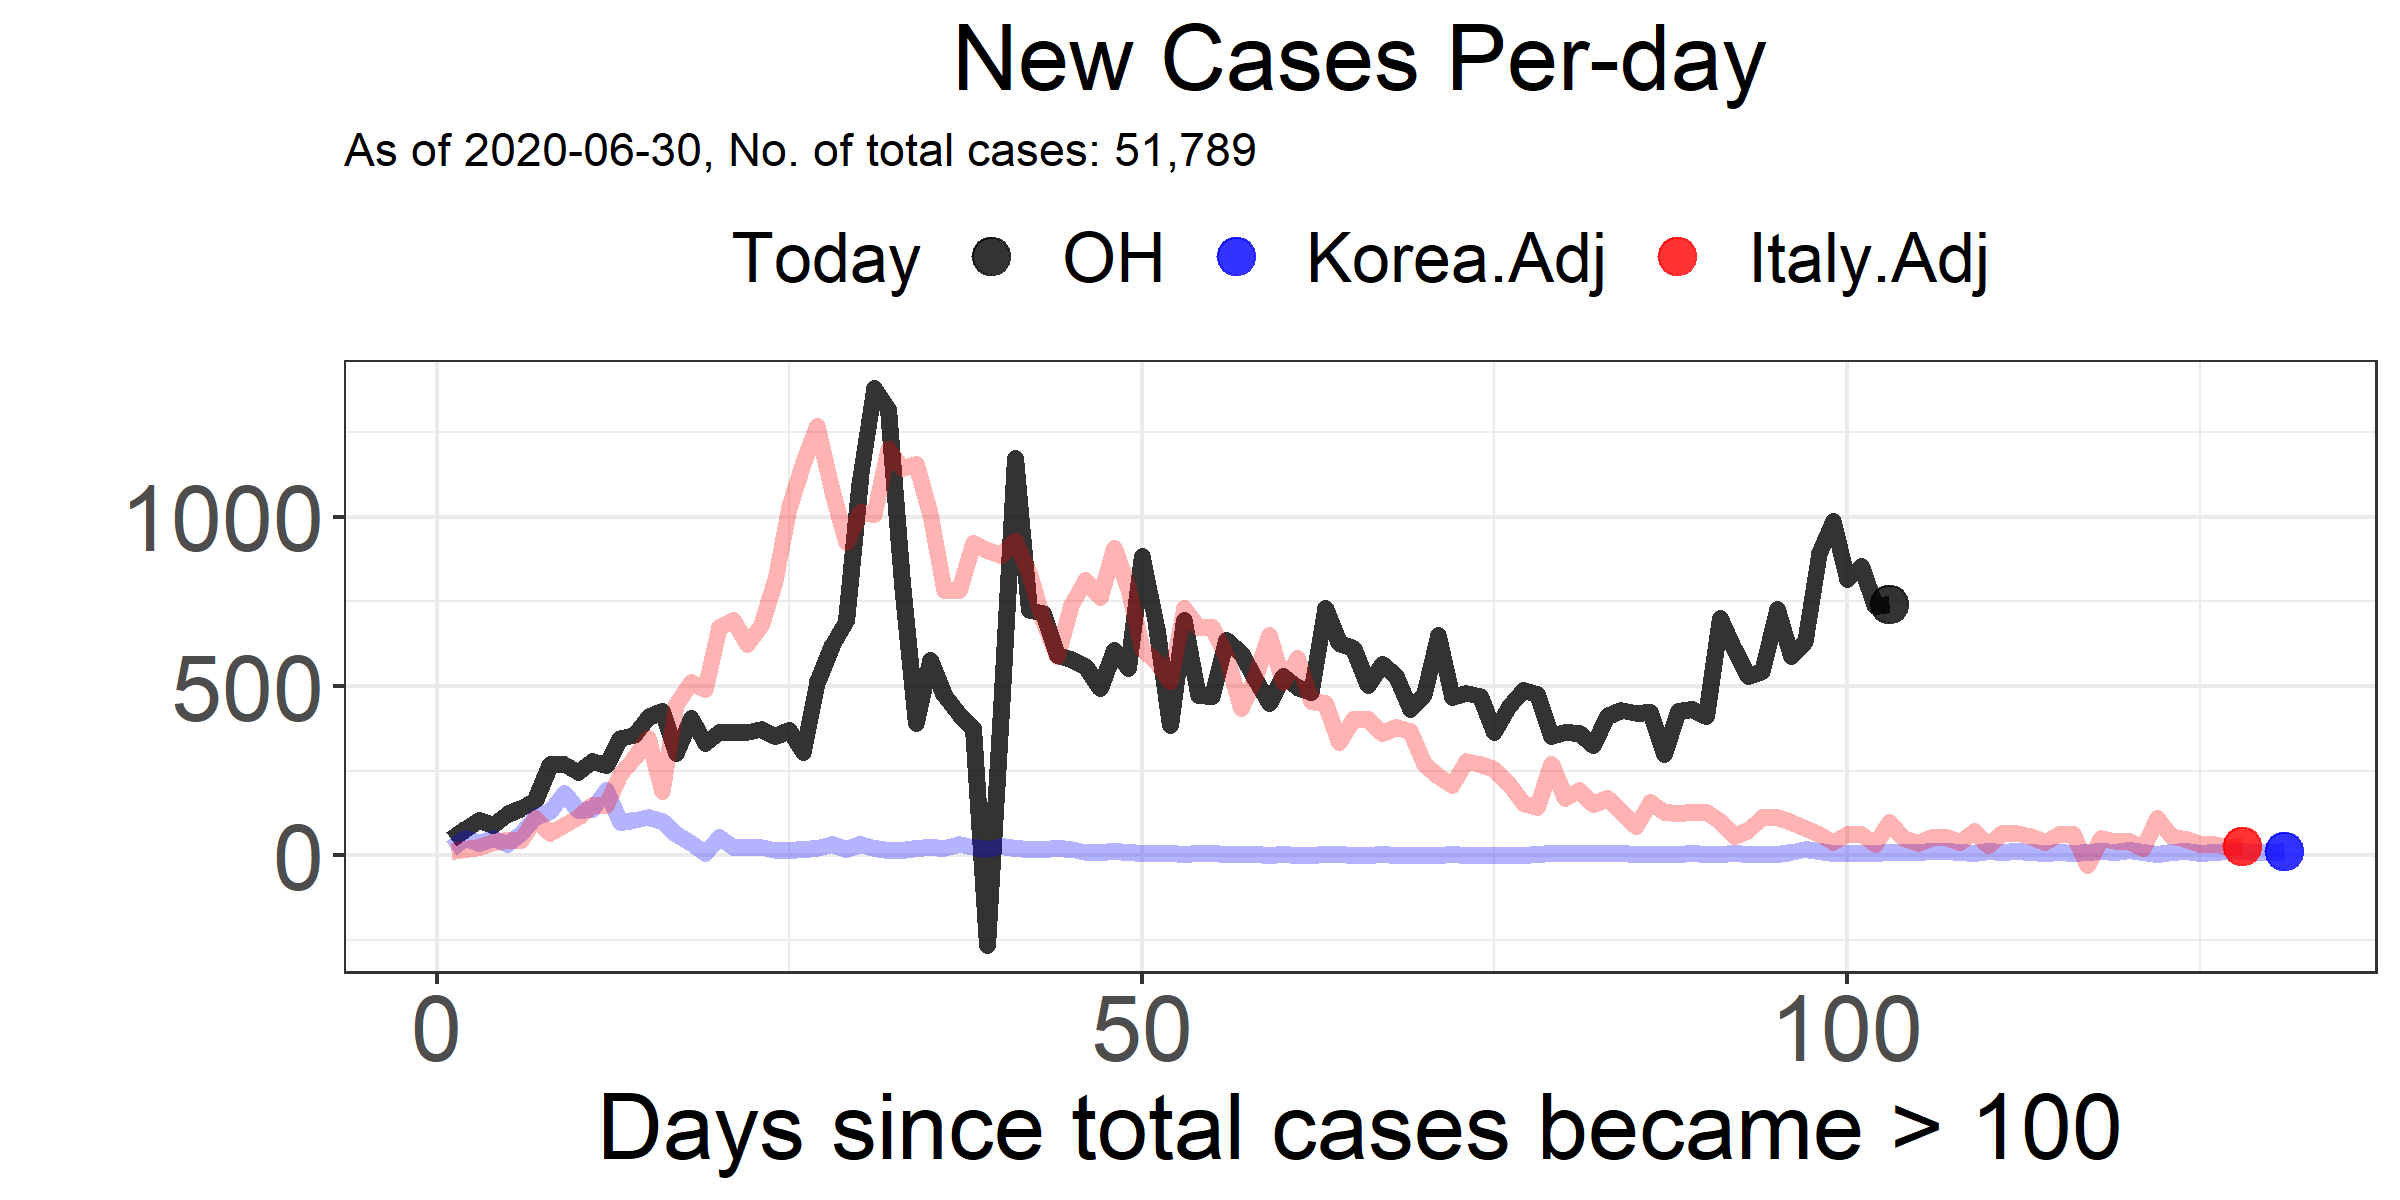 New Cases Per-day
As of 2020-06-30, No. of total cases: 51,789
Today OH Korea.Adj Italy.Adj
1000
500
0
0 50 100
Days since total cases became > 100